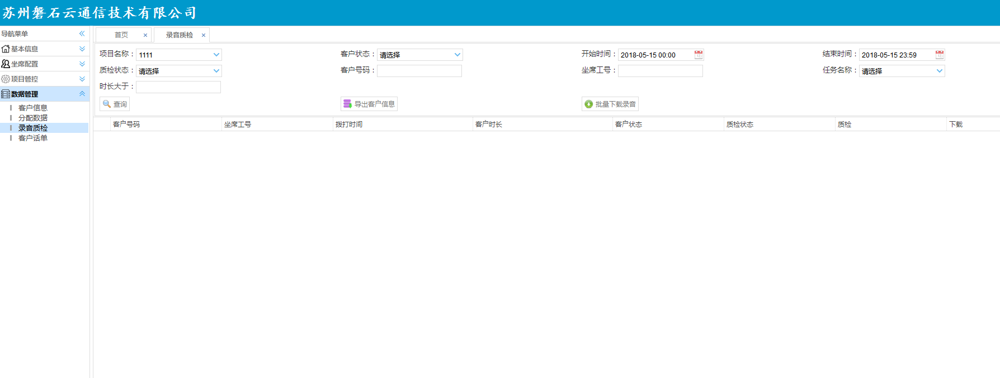 苏州磐石云通信技术有限公司
导航菜单
基本信息
坐席配置
项目管控
数据管理
客户信息
分配数据
录音质检
客户话单
首页 录音质检
项目名称： 1111 客户状态： 请选择 开始时间： 2018-05-15 00:00 结束时间： 2018-05-15 23:59
质检状态： 请选择 客户号码： 坐席工号： 任务名称： 请选择
时长大于：
查询 导出客户信息 批量下载录音
客户号码 坐席工号 拨打时间 客户时长 客户状态 质检状态 质检 下载